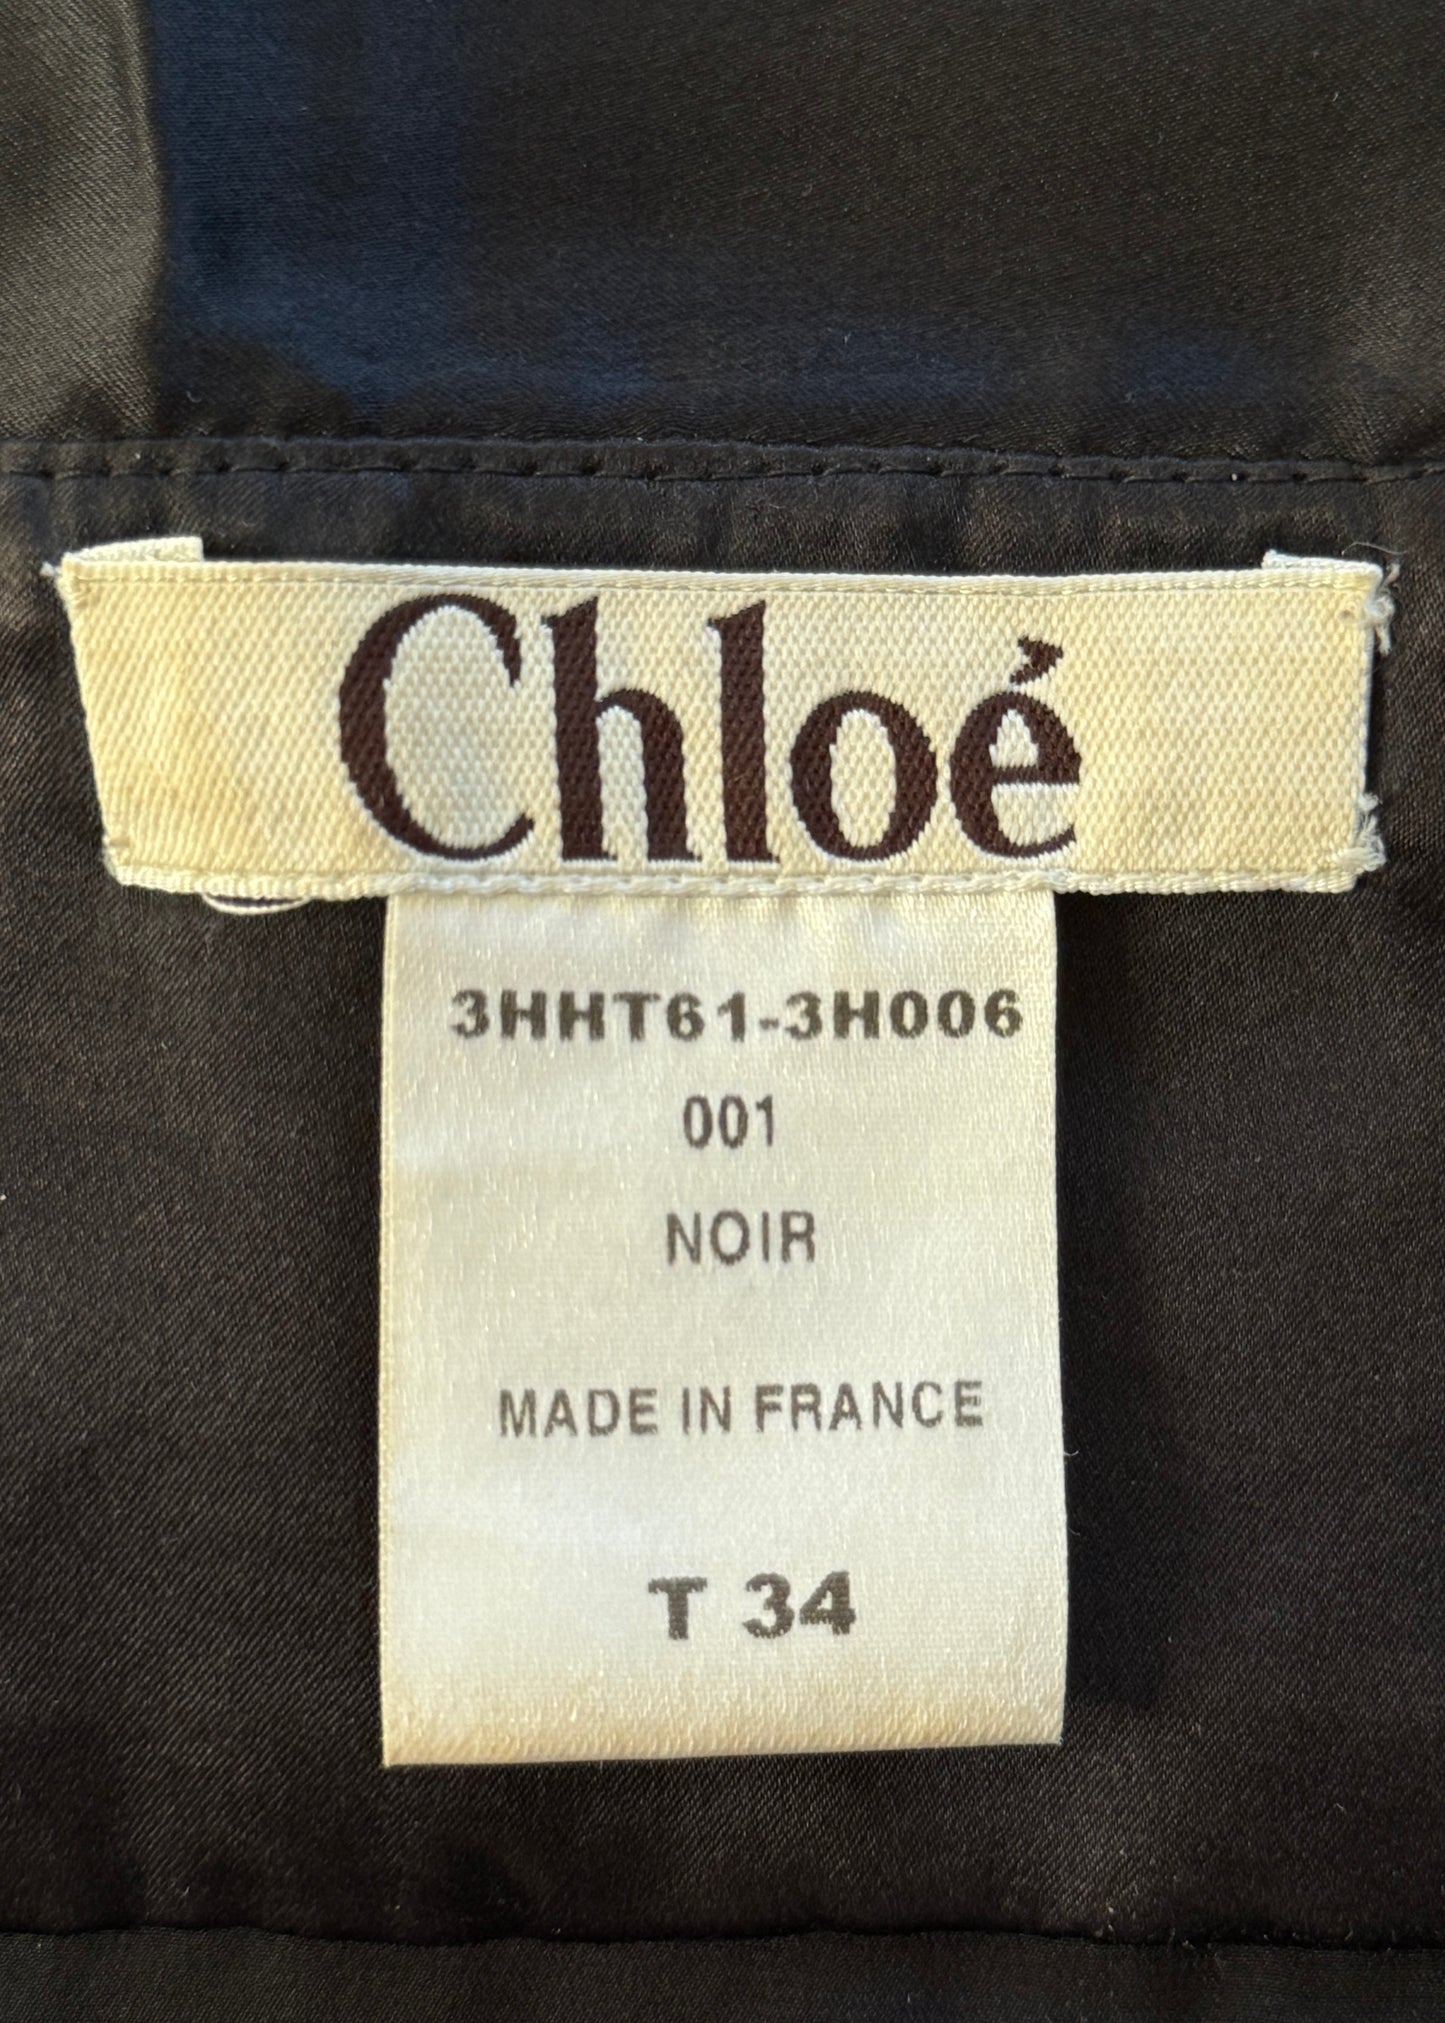 Chloé
3HHT61-3H006
001
NOIR
MADE IN FRANCE
T 34